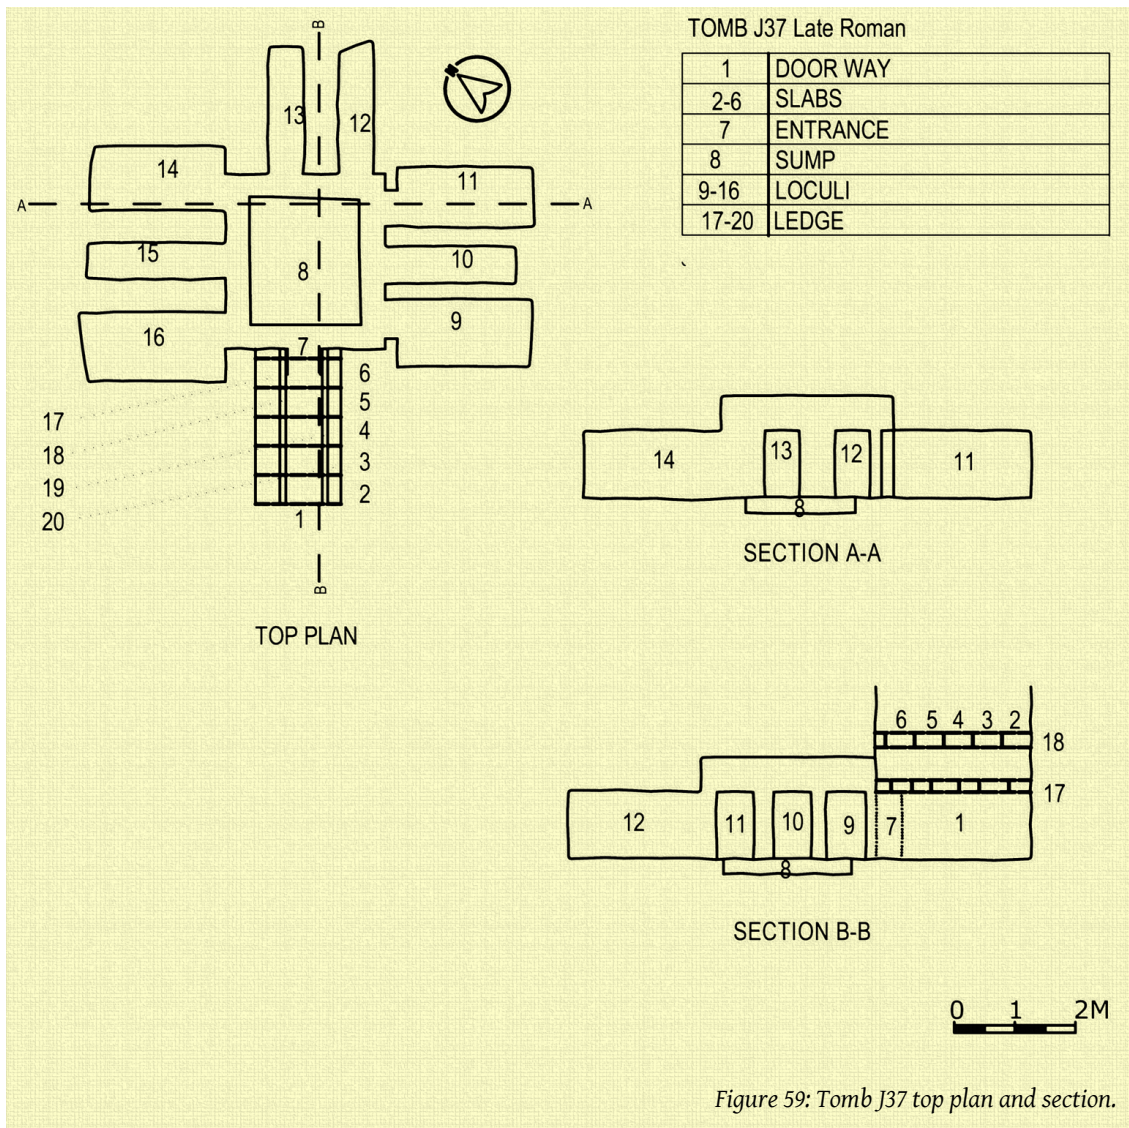 TOMB J37 Late Roman
1 DOOR WAY
2-6 SLABS
7 ENTRANCE
8 SUMP
9-16 LOCULI
17-20 LEDGE
B
13
12
14
11
A
A
15
10
8
16
9
7
6
17
5
18
4
19
3
20
2
1
B
TOP PLAN
14
13
12
11
8
SECTION A-A
6 5 4 3 2
18
17
12
11
10
9
7
1
8
SECTION B-B
0 1 2M
Figure 59: Tomb J37 top plan and section.